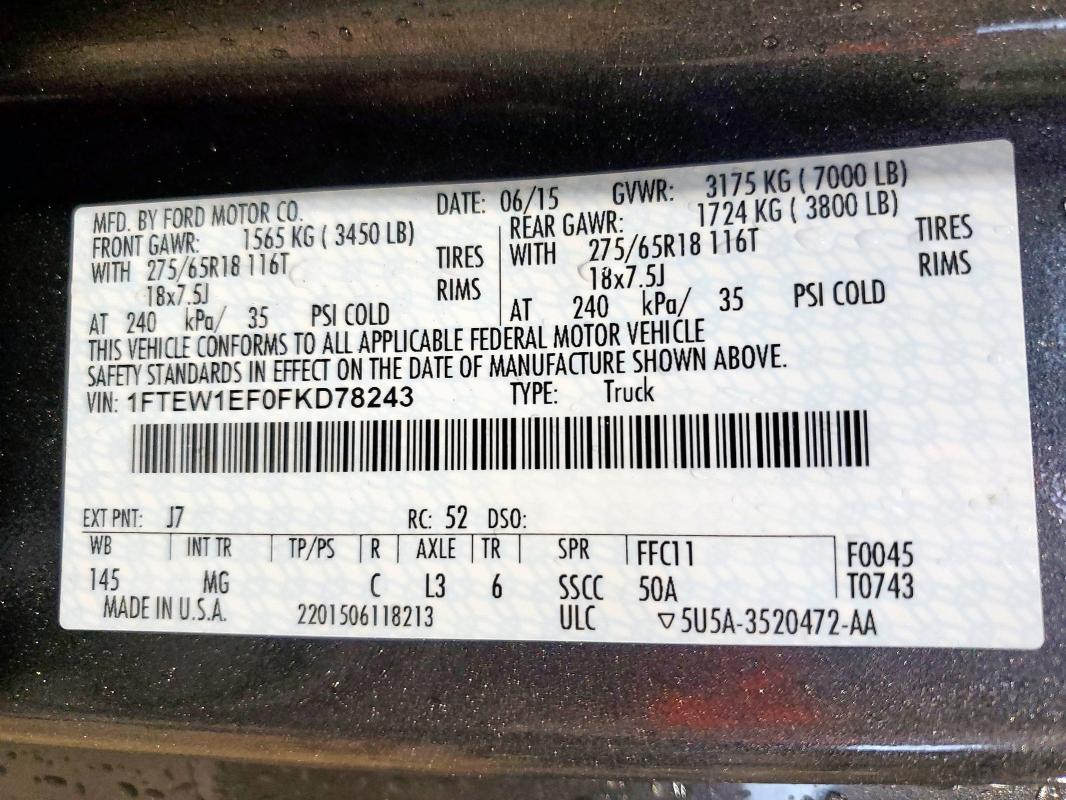 MFD. BY FORD MOTOR CO. DATE: 06/15 GVWR: 3175 KG ( 7000 LB)
FRONT GAWR: 1565 KG ( 3450 LB) REAR GAWR: 1724 KG ( 3800 LB)
WITH 275/65R18 116T TIRES WITH 275/65R18 116T TIRES
18x7.5J RIMS 18x7.5J RIMS
AT 240 kPa/ 35 PSI COLD AT 240 kPa/ 35 PSI COLD
THIS VEHICLE CONFORMS TO ALL APPLICABLE FEDERAL MOTOR VEHICLE
SAFETY STANDARDS IN EFFECT ON THE DATE OF MANUFACTURE SHOWN ABOVE.
VIN: 1FTEW1EF0FKD78243 TYPE: Truck
EXT PNT: J7 RC: 52 DSO:
WB INT TR TP/PS R AXLE TR SPR FFC11 F0045
145 MG C L3 6 SSCC 50A T0743
MADE IN U.S.A. 2201506118213 ULC ▽5U5A-3520472-AA